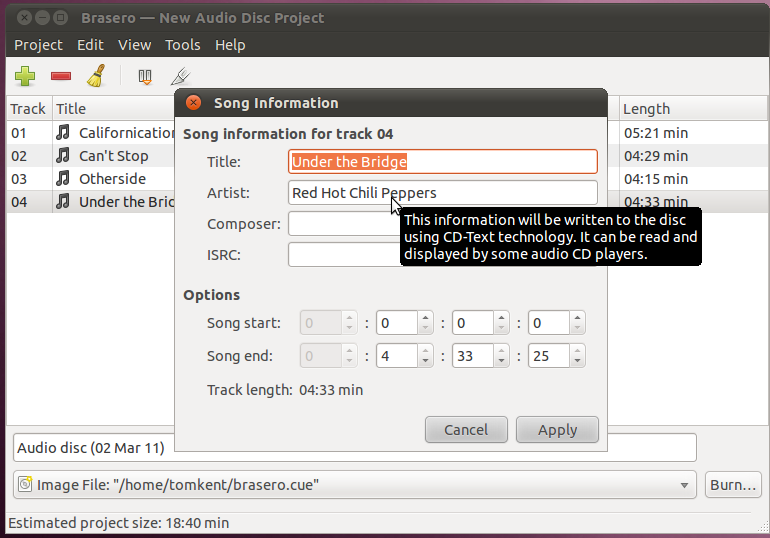 Brasero — New Audio Disc Project
Project Edit View Tools Help
Song Information
Track Title Length
01 Californication 05:21 min
02 Can't Stop 04:29 min
03 Otherside 04:15 min
04 Under the Bric 04:33 min
Song information for track 04
Title: Under the Bridge
Artist: Red Hot Chili Peppers
Composer:
ISRC:
This information will be written to the disc
using CD-Text technology. It can be read and
displayed by some audio CD players.
Options
Song start: 0 : 0 : 0 : 0
Song end: 0 : 4 : 33 : 25
Track length: 04:33 min
Cancel Apply
Audio disc (02 Mar 11)
Image File: "/home/tomkent/brasero.cue" Burn...
Estimated project size: 18:40 min